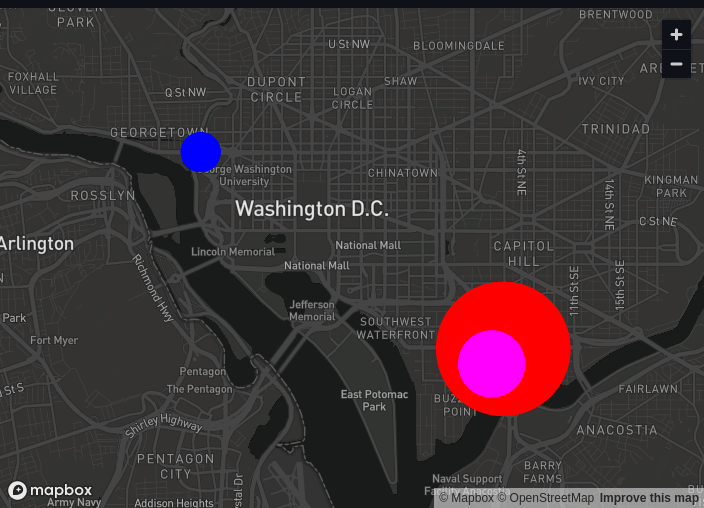 CLOVER
PARK
BRENTWOOD
U St NW
BLOOMINGDALE
FOXHALL
VILLAGE
Q St NW
DUPONT
CIRCLE
LOGAN
CIRCLE
SHAW
IVY CITY
GEORGETOWN
TRINIDAD
George Washington
University
CHINATOWN
4th St NE
14th St NE
KINGMAN
PARK
ROSSLYN
Washington D.C.
C St NE
Arlington
Lincoln Memorial
National Mall
National Mall
CAPITOL
HILL
Richmond Hwy
11th St SE
15th St SE
Jefferson
Memorial
Park
Fort Myer
SOUTHWEST
WATERFRONT
Pentagon
The Pentagon
East Potomac
Park
POINT
FAIRLAWN
Shirley Highway
ANACOSTIA
PENTAGON
CITY
BARRY
FARMS
Naval Support
Facility Anacostia
mapbox
Army Navy
Addison Heights
© Mapbox © OpenStreetMap Improve this map